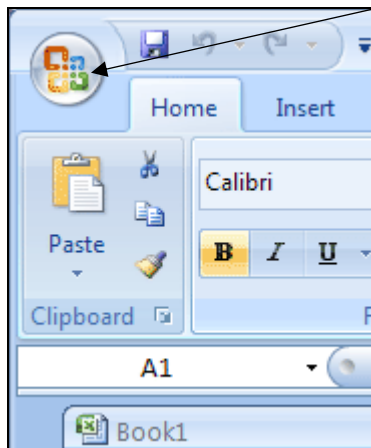 Home Insert
Calibri
Paste
B I U
Clipboard F
A1
Book1